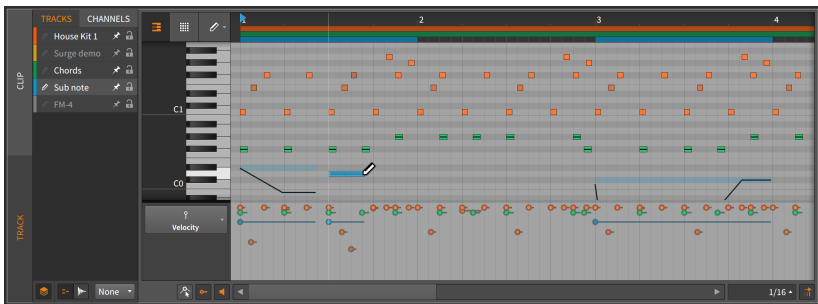 TRACKS CHANNELS
1 2 3 4
House Kit 1
Surge demo
Chords
Sub note
FM-4
CLIP
TRACK
C1
C0
Velocity
None
1/16